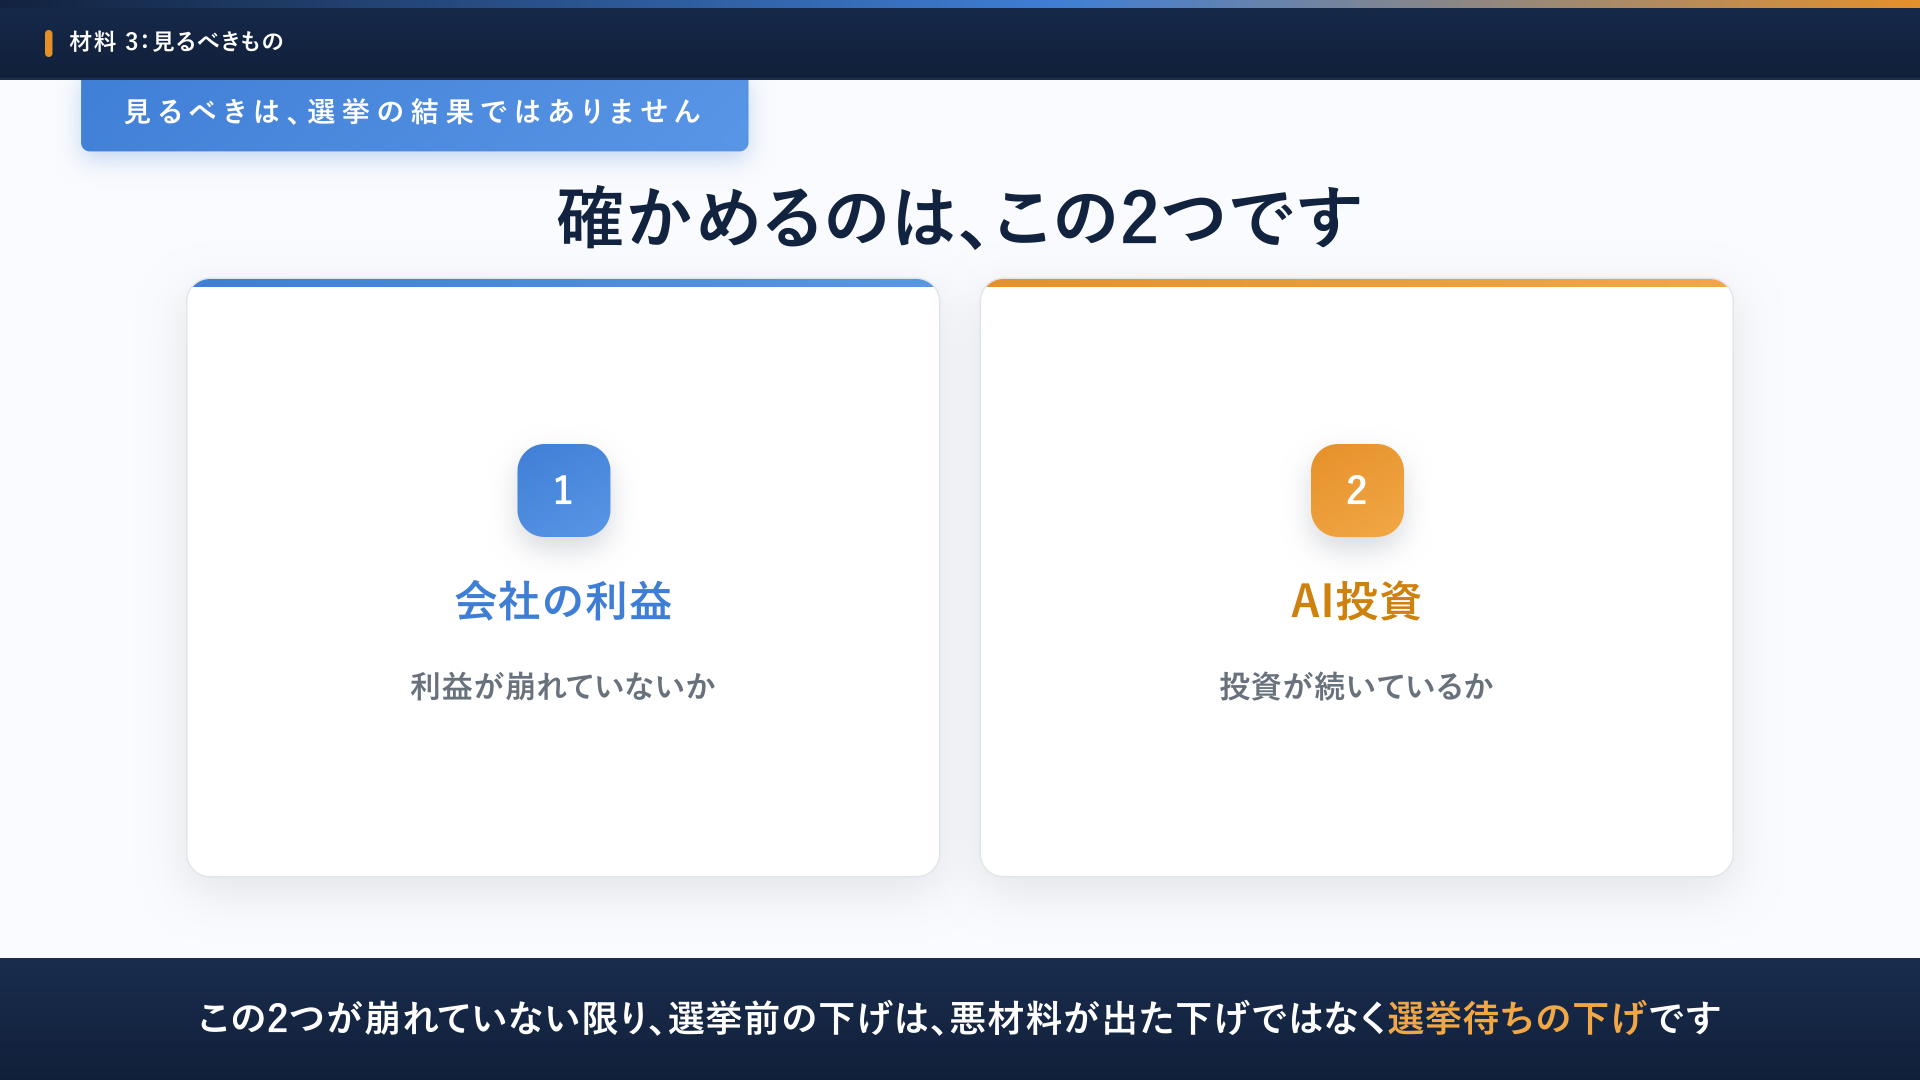 材料 3：見るべきもの
見るべきは、選挙の結果ではありません
確かめるのは、この2つです
1
会社の利益
利益が崩れていないか
2
AI投資
投資が続いているか
この2つが崩れていない限り、選挙前の下げは、悪材料が出た下げではなく選挙待ちの下げです